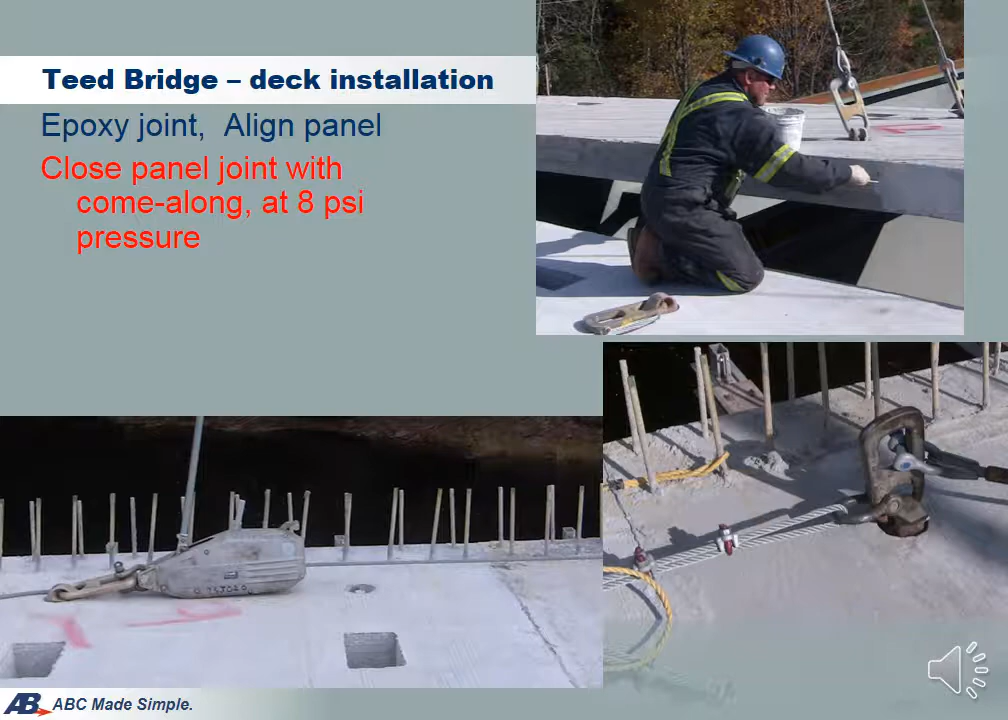 Teed Bridge – deck installation
Epoxy joint,  Align panel
Close panel joint with
come-along, at 8 psi
pressure
AB
ABC Made Simple.